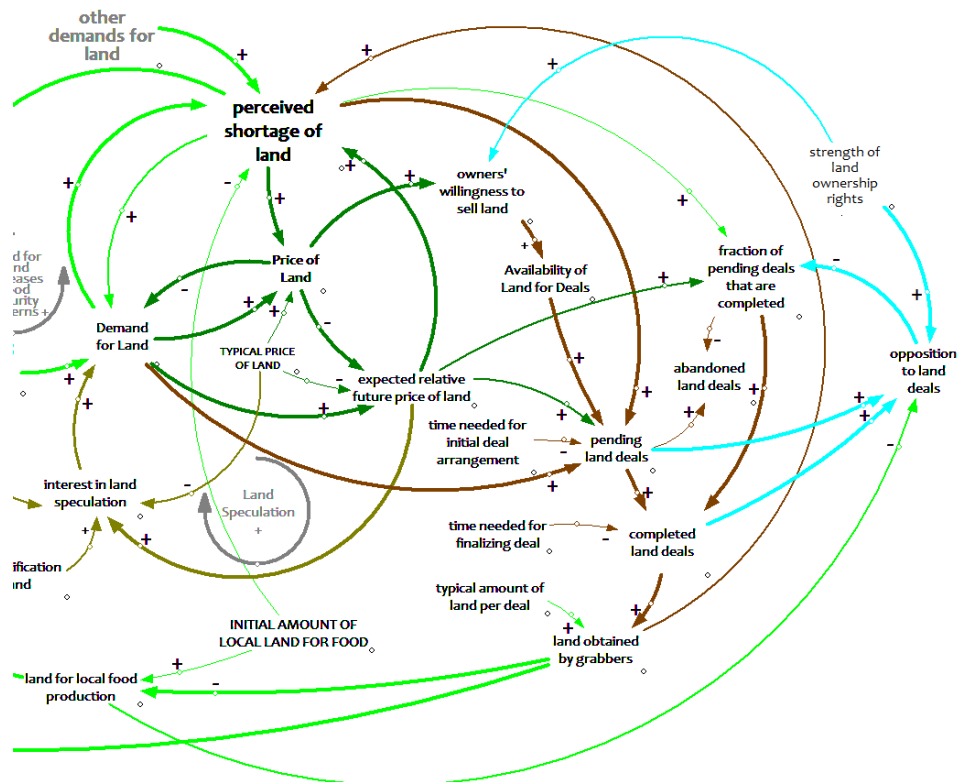 other
demands for
land
perceived
shortage of
land
owners'
willingness to
sell land
strength of
land
ownership
rights
Price of
Land
Availability of
Land for Deals
fraction of
pending deals
that are
completed
Demand
for Land
TYPICAL PRICE
OF LAND
expected relative
future price of land
abandoned
land deals
opposition
to land
deals
time needed for
initial deal
arrangement
pending
land deals
interest in land
speculation
Land
Speculation
+
time needed for
finalizing deal
completed
land deals
typical amount of
land per deal
INITIAL AMOUNT OF
LOCAL LAND FOR FOOD
land obtained
by grabbers
land for local food
production